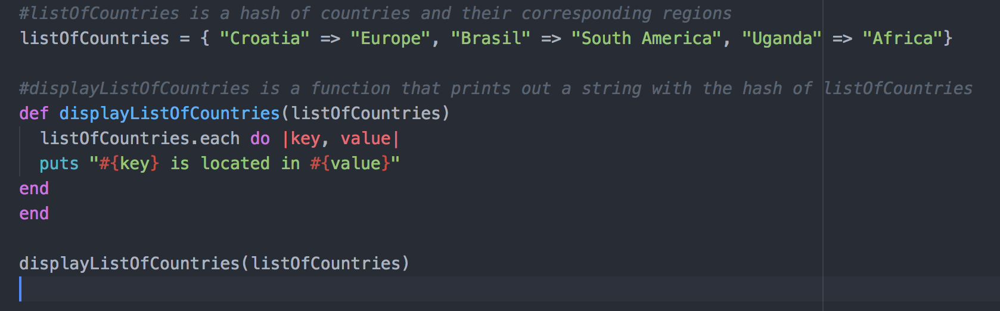 #listOfCountries is a hash of countries and their corresponding regions
listOfCountries = { "Croatia" => "Europe", "Brasil" => "South America", "Uganda" => "Africa"}
#displayListOfCountries is a function that prints out a string with the hash of listOfCountries
def displayListOfCountries(listOfCountries)
  listOfCountries.each do |key, value|
  puts "#{key} is located in #{value}"
end
end
displayListOfCountries(listOfCountries)